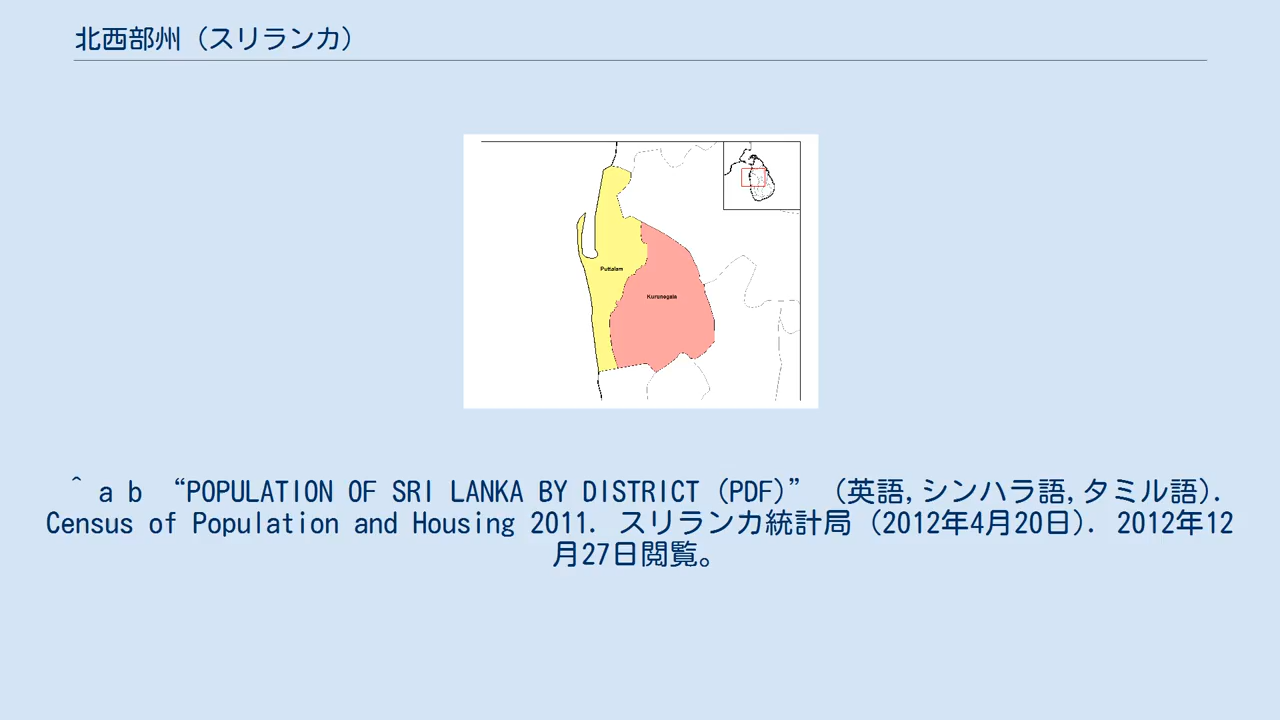 北西部州（スリランカ）
Puttalam
Kurunegala
^ a b “POPULATION OF SRI LANKA BY DISTRICT (PDF)” （英語,シンハラ語,タミル語).
Census of Population and Housing 2011. スリランカ統計局 (2012年4月20日). 2012年12
月27日閲覧。